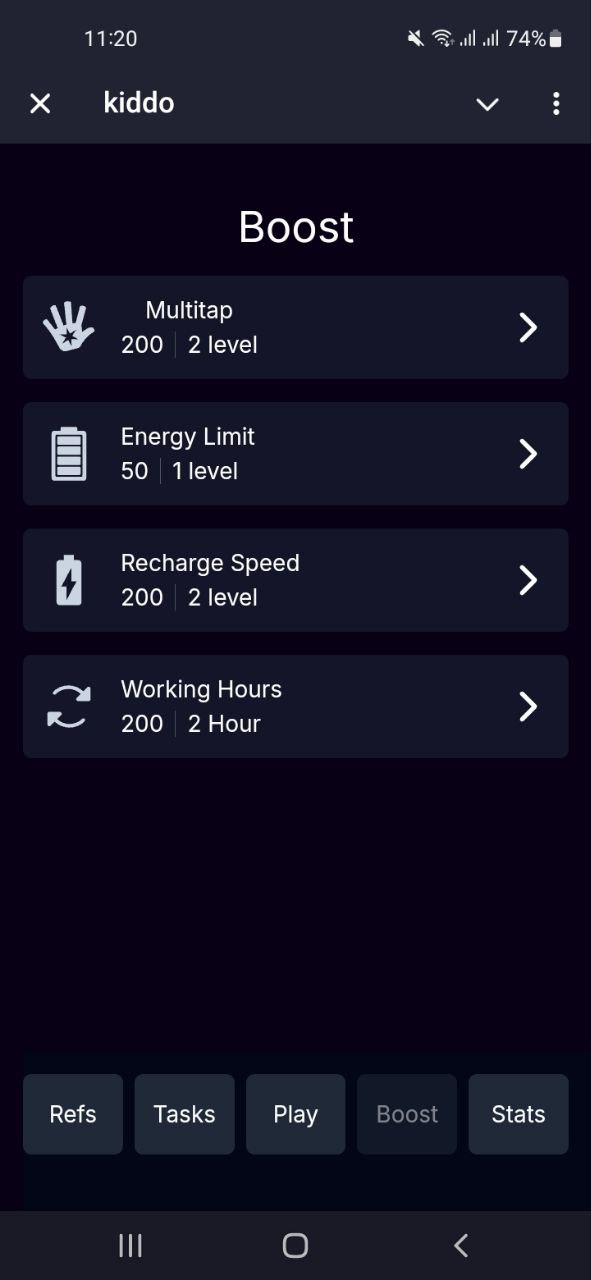 11:20
74%
kiddo
Boost
Multitap
200 | 2 level
Energy Limit
50 | 1 level
Recharge Speed
200 | 2 level
Working Hours
200 | 2 Hour
Refs Tasks Play Boost Stats